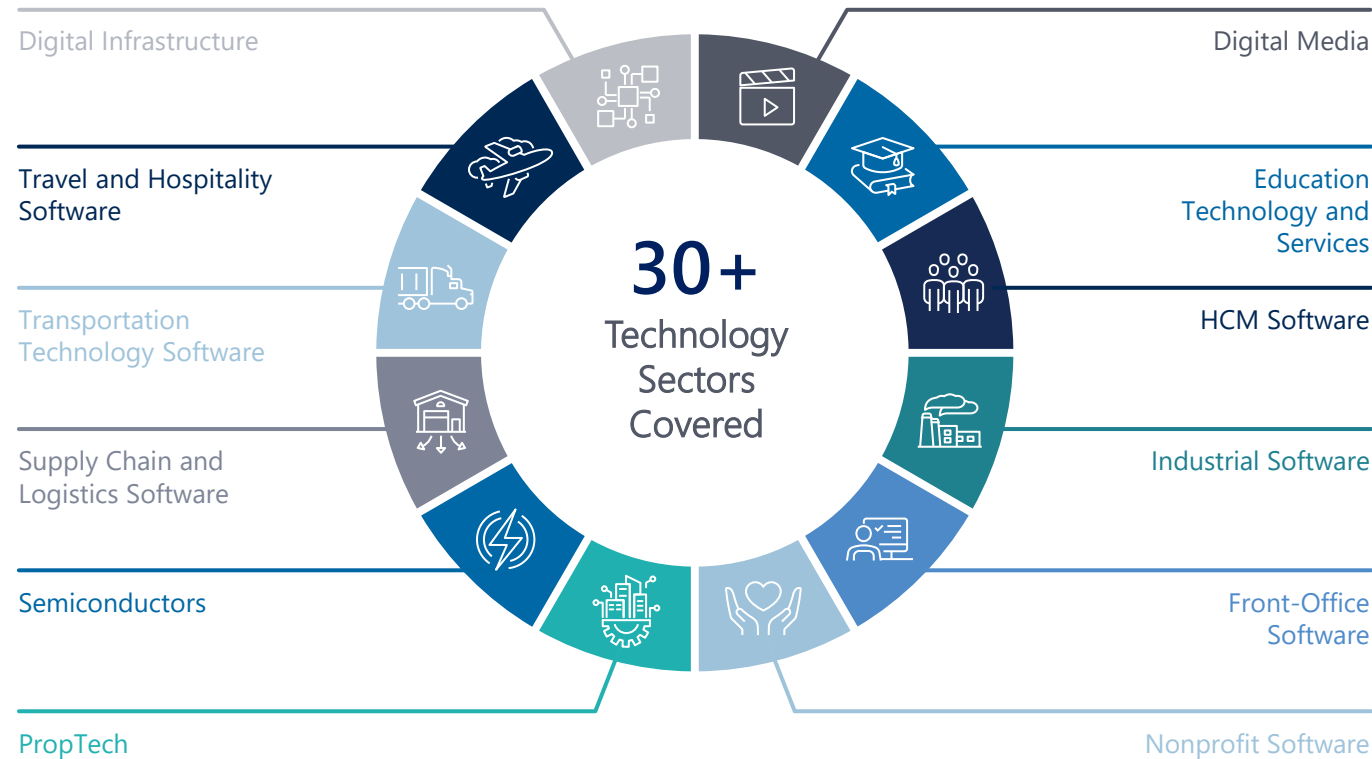 Digital Infrastructure
Travel and Hospitality
Software
Transportation
Technology Software
Supply Chain and
Logistics Software
Semiconductors
PropTech
30+
Technology
Sectors
Covered
Digital Media
Education
Technology and
Services
HCM Software
Industrial Software
Front-Office
Software
Nonprofit Software